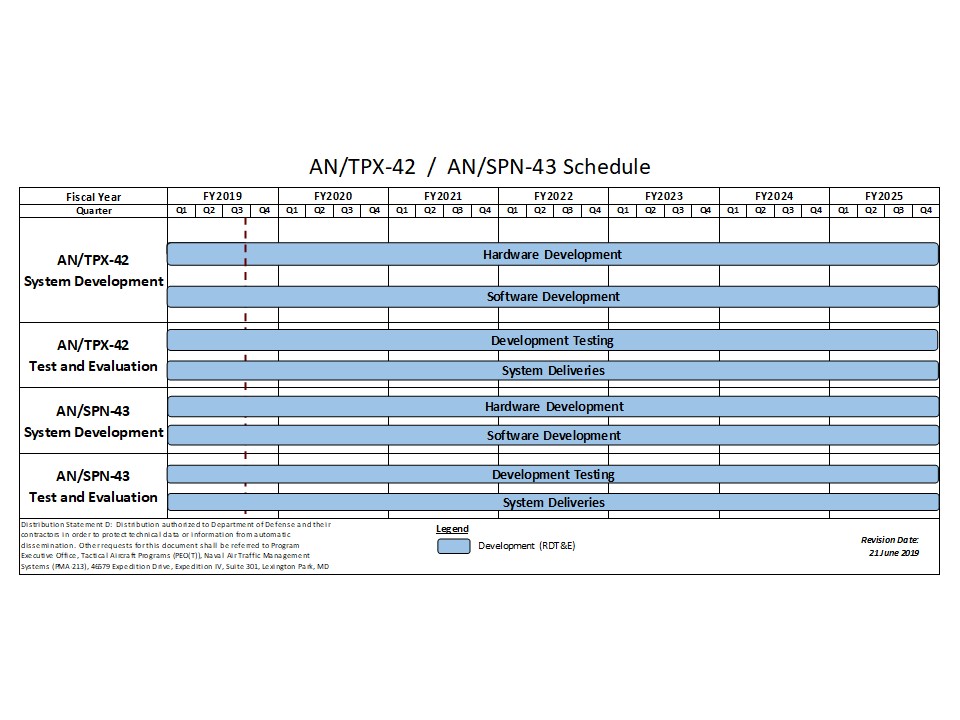 AN/TPX-42 / AN/SPN-43 Schedule
Fiscal Year FY2019 FY2020 FY2021 FY2022 FY2023 FY2024 FY2025
Quarter Q1 Q2 Q3 Q4 Q1 Q2 Q3 Q4 Q1 Q2 Q3 Q4 Q1 Q2 Q3 Q4 Q1 Q2 Q3 Q4 Q1 Q2 Q3 Q4 Q1 Q2 Q3 Q4
AN/TPX-42
System Development
Hardware Development
Software Development
AN/TPX-42
Test and Evaluation
Development Testing
System Deliveries
AN/SPN-43
System Development
Hardware Development
Software Development
AN/SPN-43
Test and Evaluation
Development Testing
System Deliveries
Distribution Statement D: Distribution authorized to Department of Defense and their
contractors in order to protect technical data or information from automatic
dissemination. Other requests for this document shall be referred to Program
Executive Office, Tactical Aircraft Programs (PEO(T)), Naval Air Traffic Management
Systems (PMA-213), 46579 Expedition Drive, Expedition IV, Suite 301, Lexington Park, MD
Legend
Development (RDT&E)
Revision Date:
21 June 2019